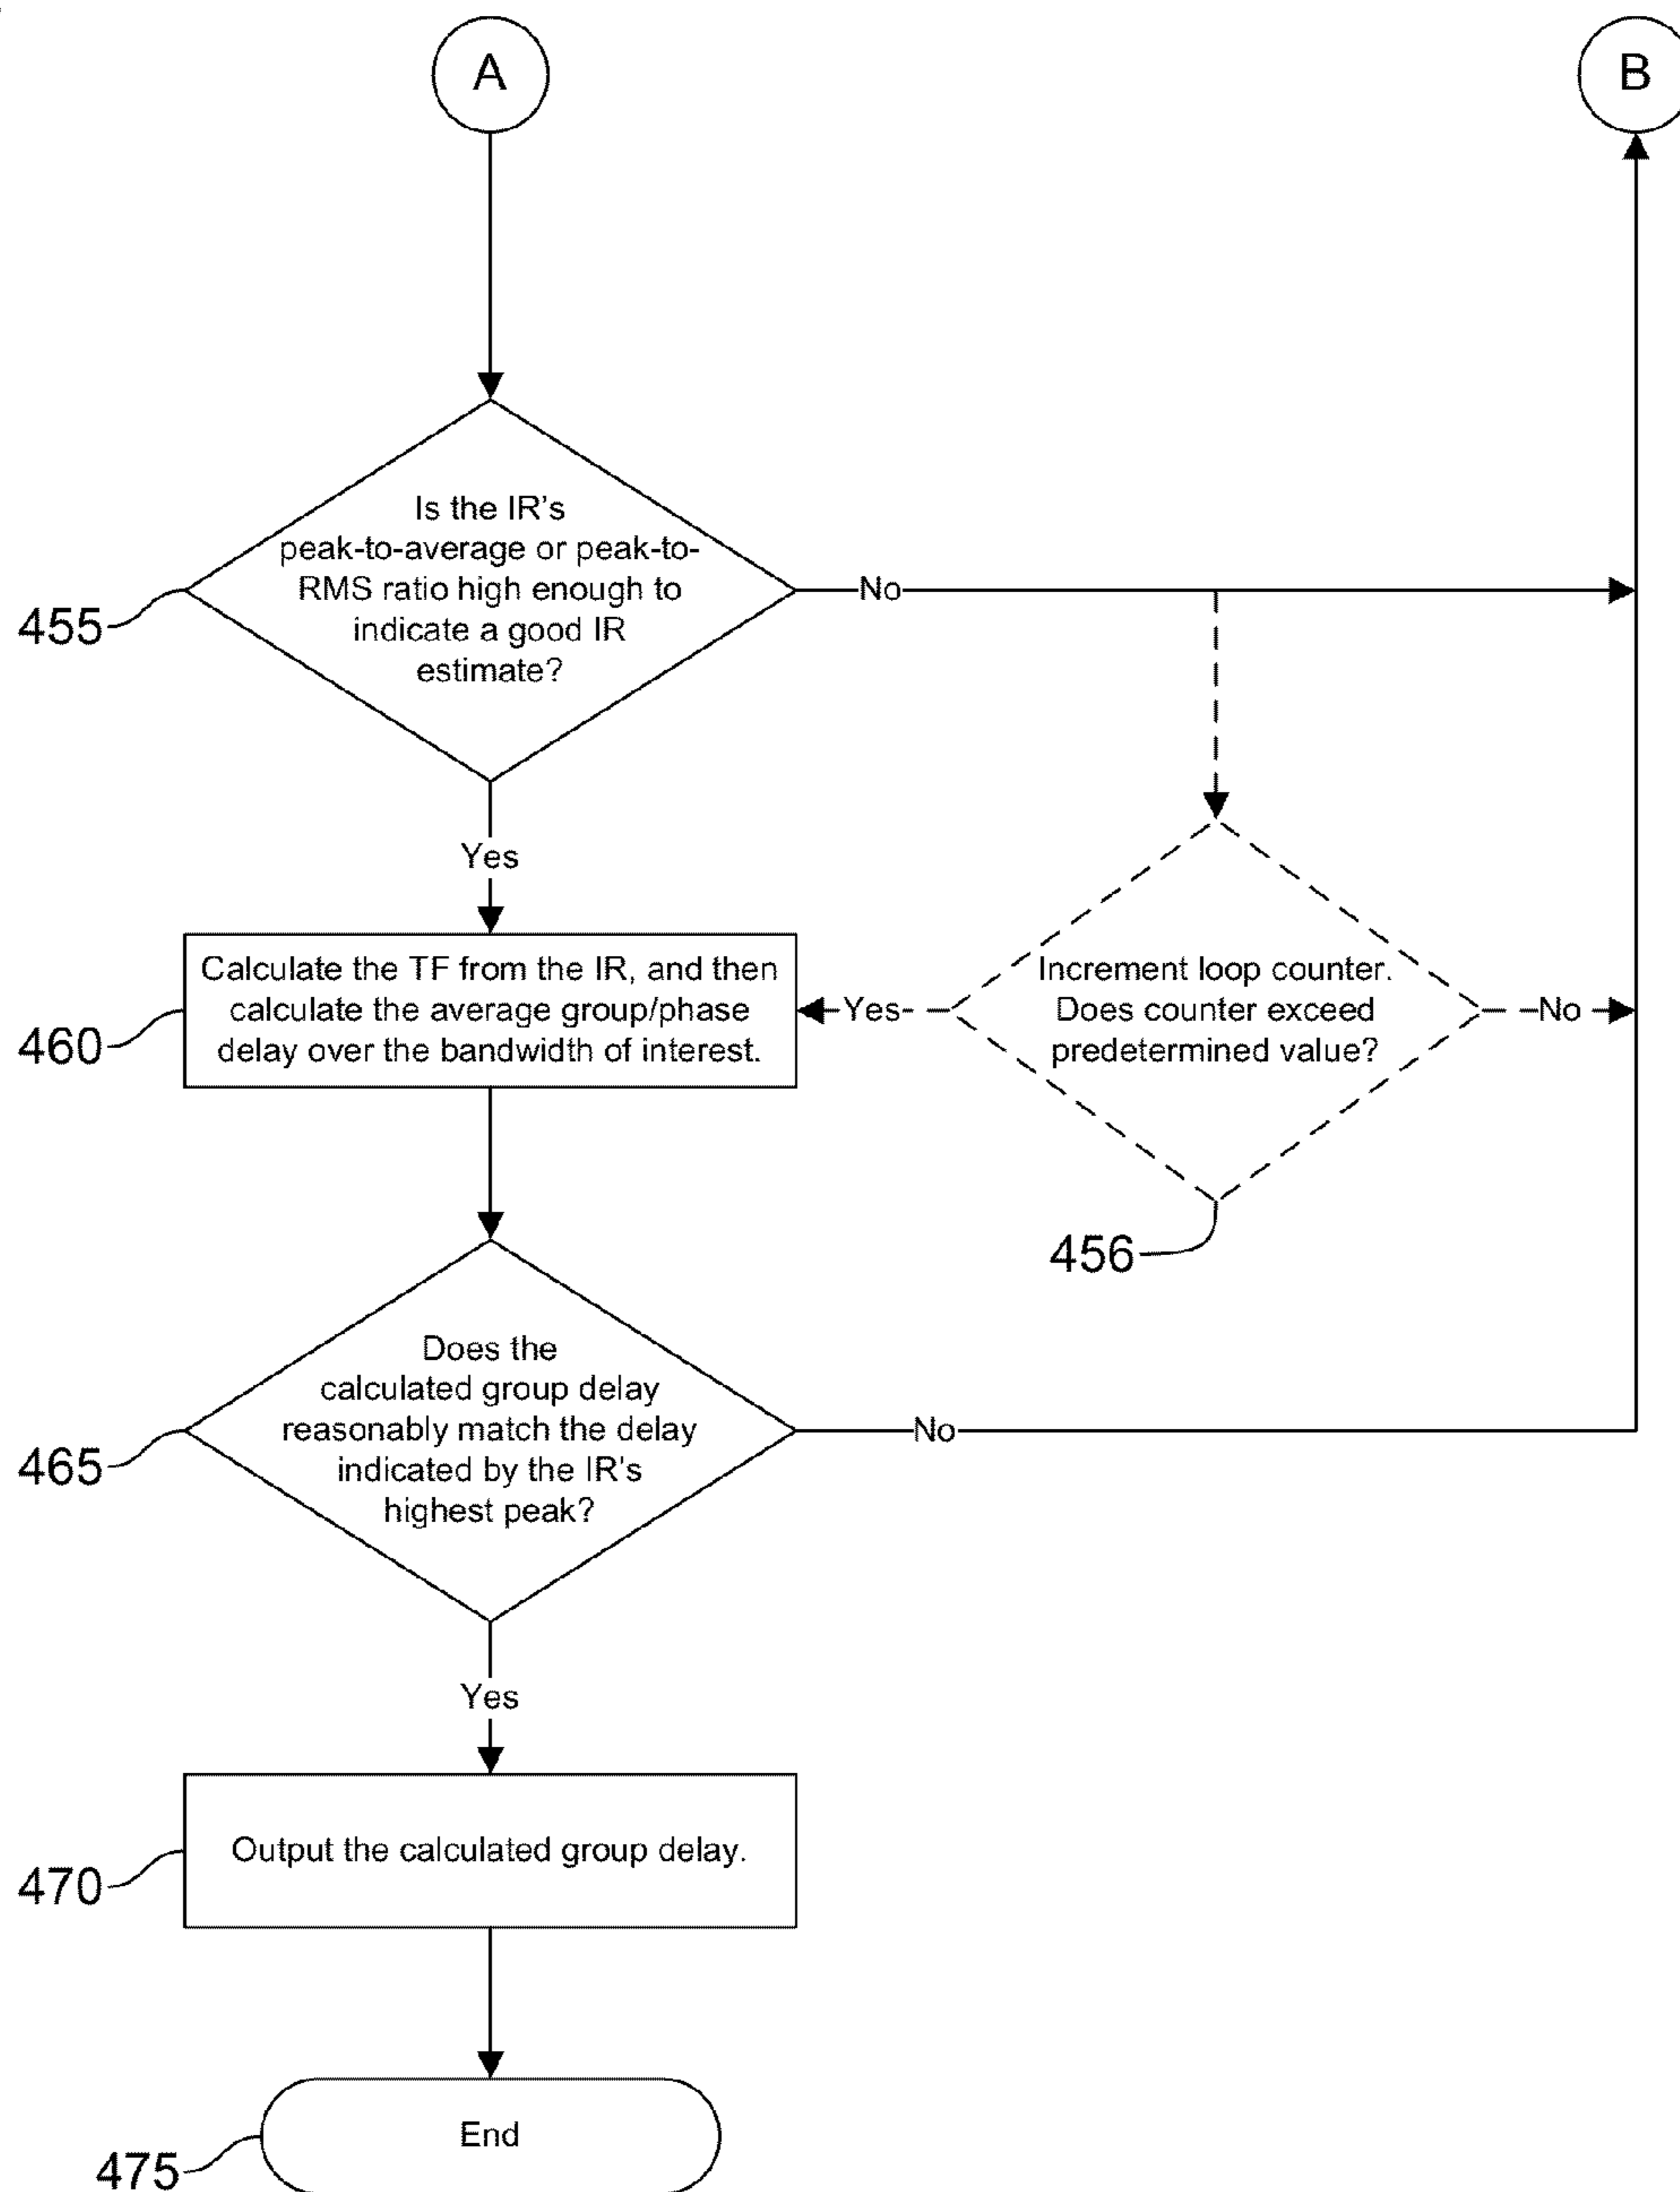 A
B
Is the IR's
peak-to-average or peak-to-
RMS ratio high enough to
indicate a good IR
estimate?
No
455
Yes
Calculate the TF from the IR, and then
calculate the average group/phase
delay over the bandwidth of interest.
460
Yes
Increment loop counter.
Does counter exceed
predetermined value?
No
456
Does the
calculated group delay
reasonably match the delay
indicated by the IR's
highest peak?
No
465
Yes
Output the calculated group delay.
470
End
475